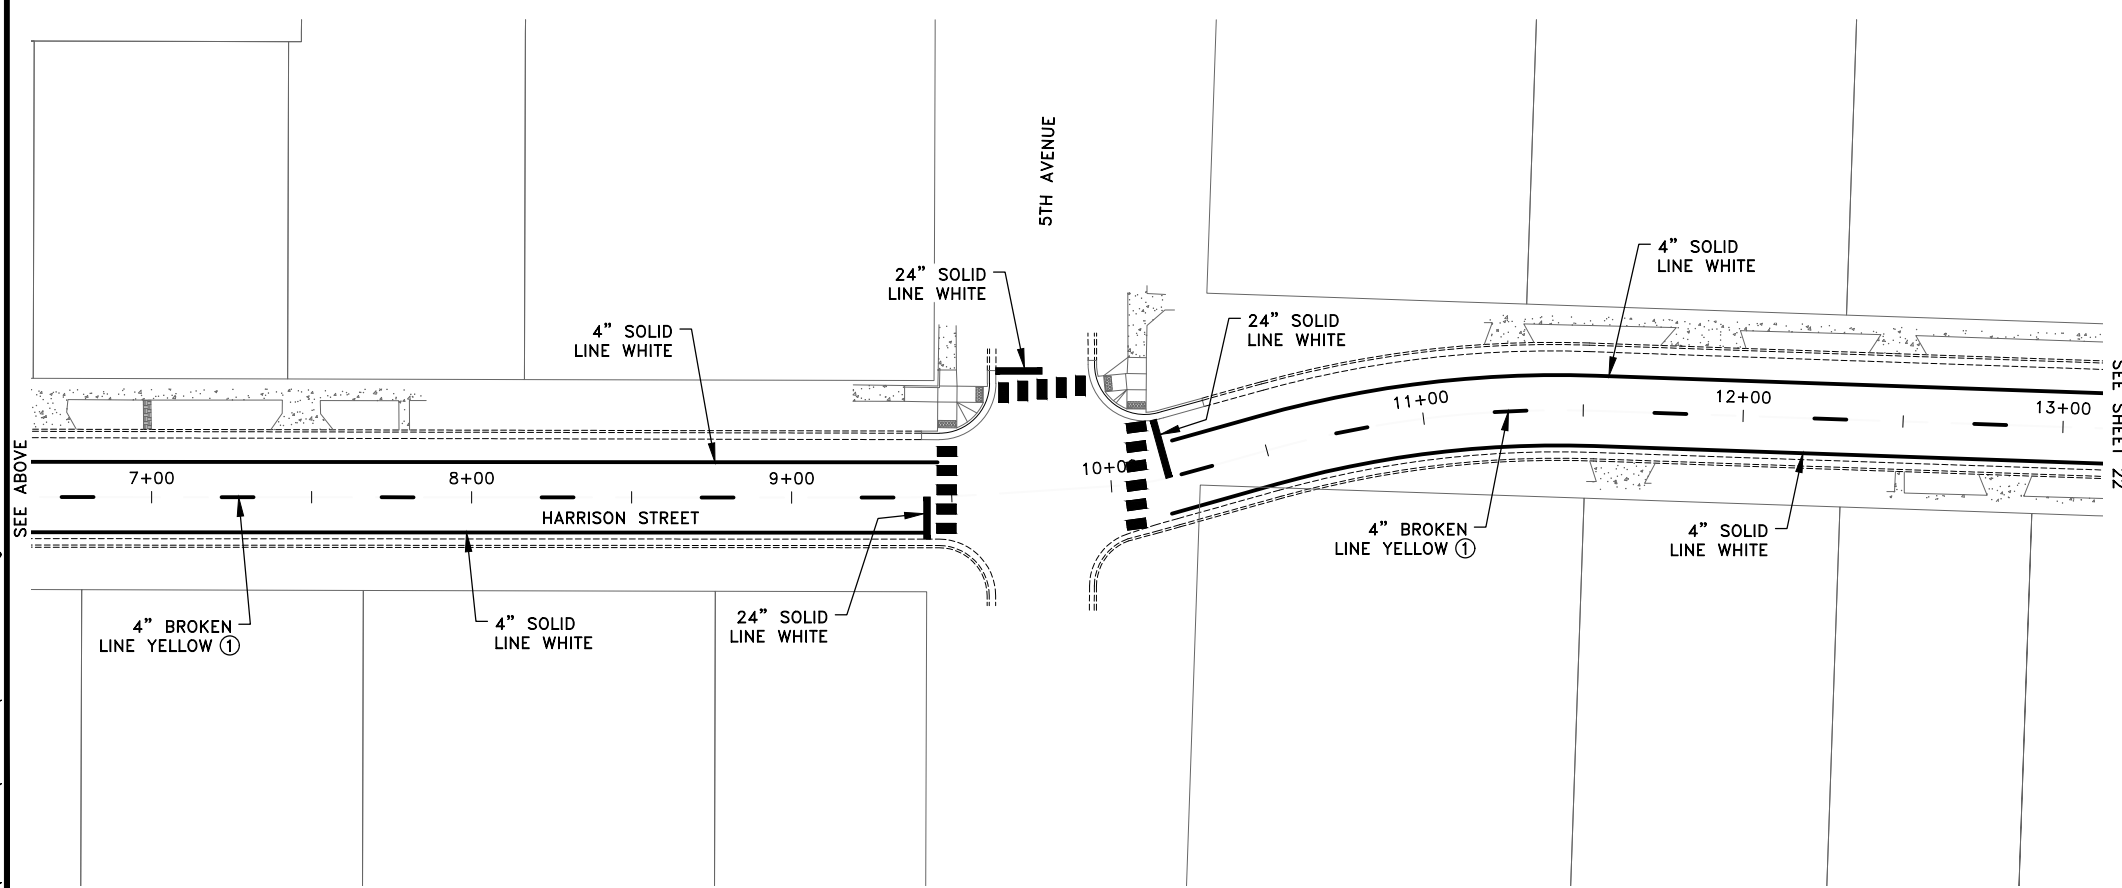 5TH AVENUE
4” SOLID
LINE WHITE
24” SOLID
LINE WHITE
24” SOLID
LINE WHITE
4” SOLID
LINE WHITE
SEE ABOVE
7+00
8+00
9+00
10+00
11+00
12+00
13+00
SEE SHEET 22
HARRISON STREET
4” BROKEN
LINE YELLOW ①
4” SOLID
LINE WHITE
24” SOLID
LINE WHITE
4” BROKEN
LINE YELLOW ①
4” SOLID
LINE WHITE